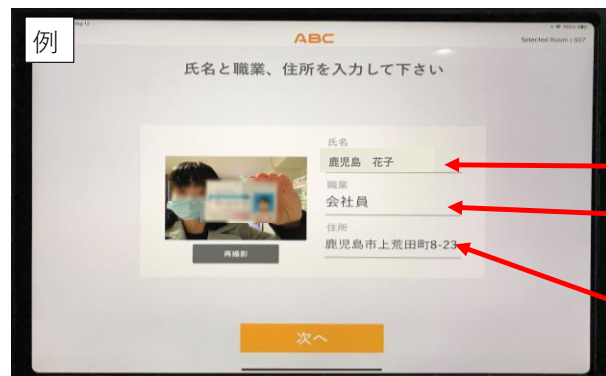 例
ABC
100%
Selected Room | 507
氏名と職業、住所を入力して下さい
氏名
鹿児島 花子
職業
会社員
住所
鹿児島市上荒田町8-23
再撮影
次へ